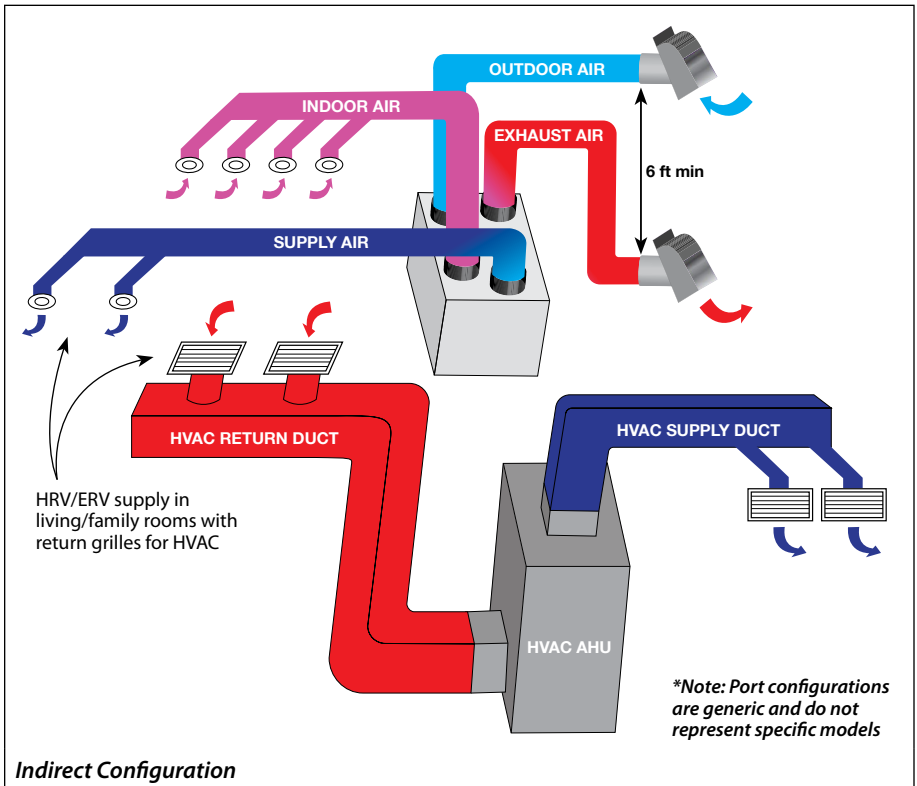 OUTDOOR AIR
INDOOR AIR
EXHAUST AIR
6 ft min
SUPPLY AIR
HVAC RETURN DUCT
HVAC SUPPLY DUCT
HRV/ERV supply in
living/family rooms with
return grilles for HVAC
HVAC AHU
*Note: Port configurations
are generic and do not
represent specific models
Indirect Configuration